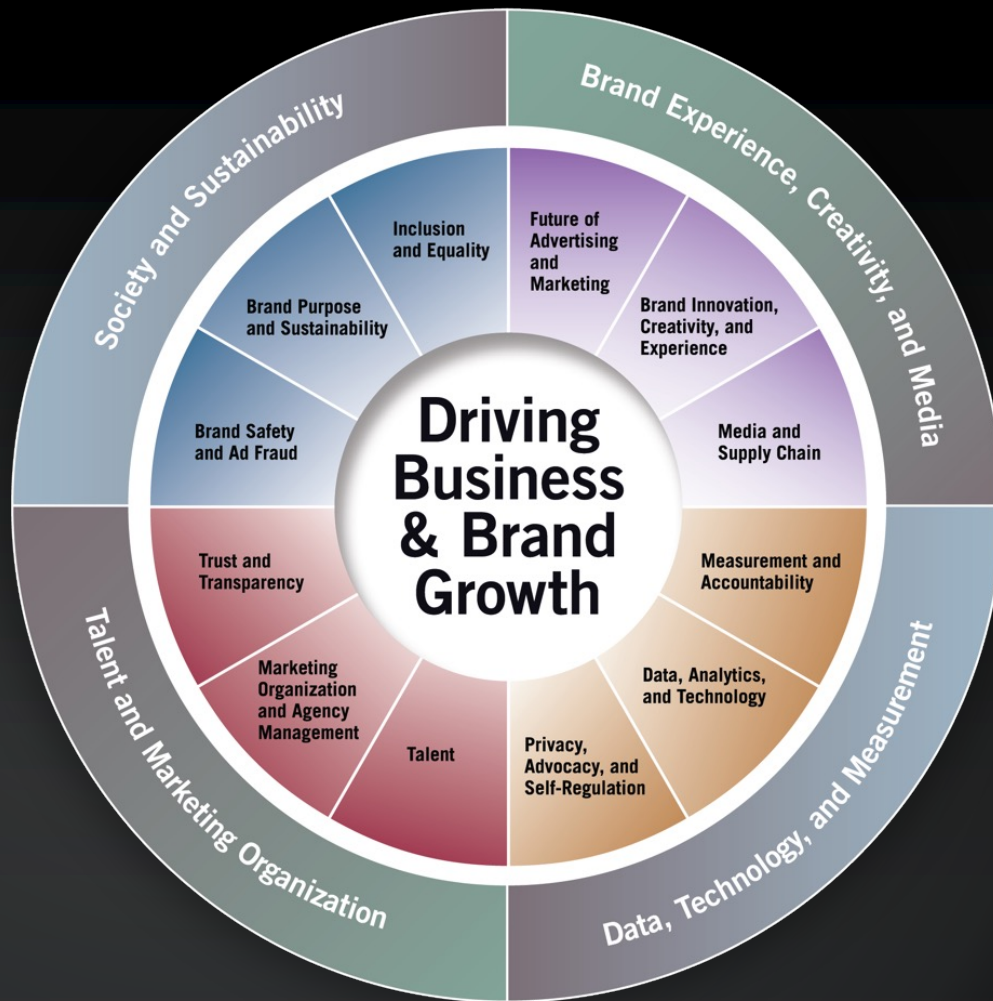 Society and Sustainability
Brand Experience, Creativity, and Media
Inclusion
and Equality
Brand Purpose
and Sustainability
Brand Safety
and Ad Fraud
Future of
Advertising
and
Marketing
Brand Innovation,
Creativity, and
Experience
Media and
Supply Chain
Driving
Business
& Brand
Growth
Trust and
Transparency
Marketing
Organization
and Agency
Management
Talent
Measurement and
Accountability
Data, Analytics,
and Technology
Privacy,
Advocacy, and
Self-Regulation
Talent and Marketing Organization
Data, Technology, and Measurement